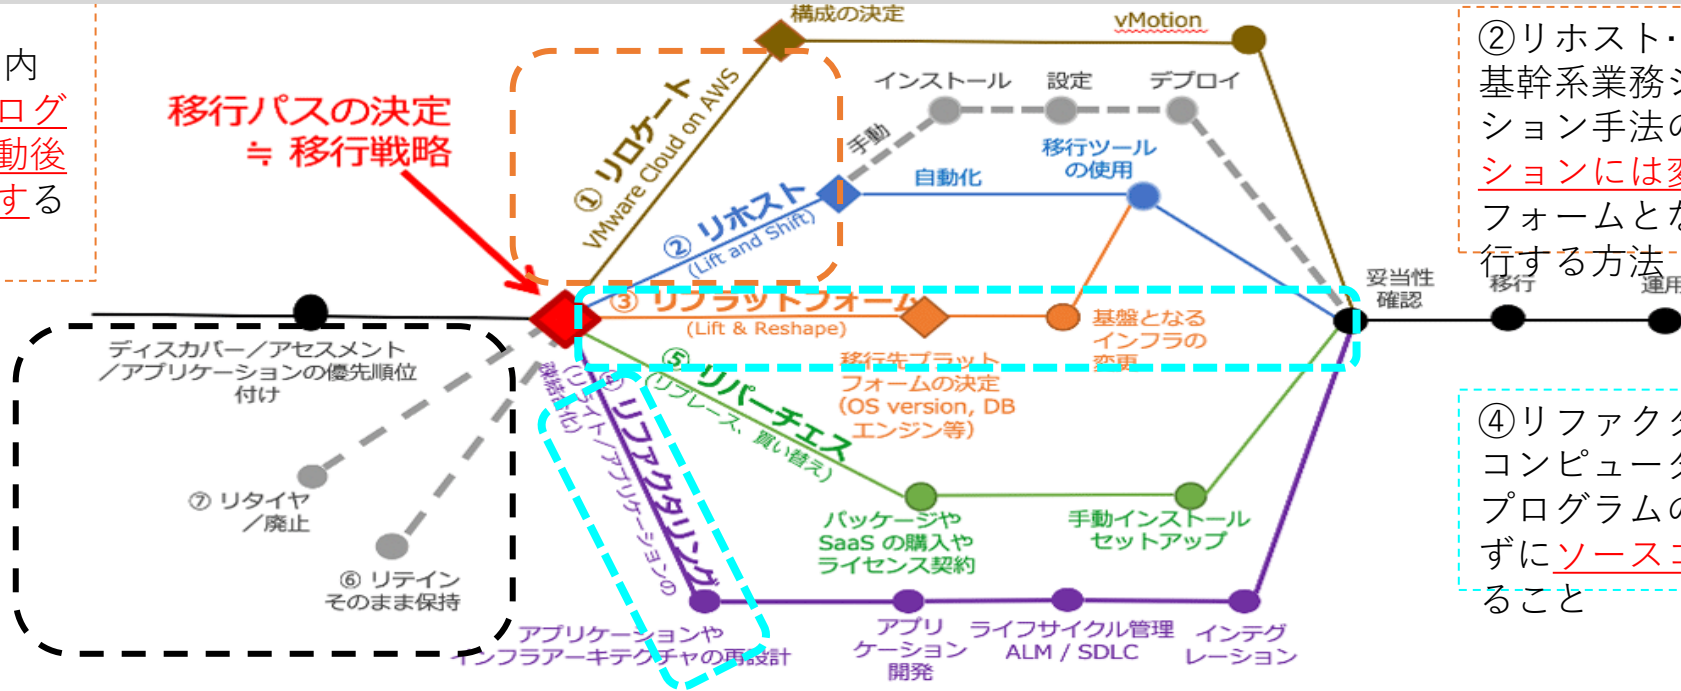 内
ログ
動後
する
移行パスの決定
≒ 移行戦略
構成の決定
vMotion
① リロケート
VMware Cloud on AWS
インストール
設定
デプロイ
手動
② リホスト
(Lift and Shift)
自動化
移行ツール
の使用
③ リプラットフォーム
(Lift & Reshape)
基盤となる
インフラの
変更
移行先プラット
フォームの決定
(OS version, DB
エンジン等)
⑤ リパーチェス
(リプレース、買い替え)
パッケージや
SaaS の購入や
ライセンス契約
手動インストール
セットアップ
④ リファクタリング
(リライト/アプリケーションの
疎結合化)
アプリケーションや
インフラアーキテクチャの再設計
アプリ
ケーション
開発
ライフサイクル管理
ALM / SDLC
インテグ
レーション
ディスカバー／アセスメント
／アプリケーションの優先順位
付け
⑦ リタイヤ
／廃止
⑥ リテイン
そのまま保持
妥当性
確認
移行
運用
②リホスト・
基幹系業務シ
ション手法の
ションには変
フォームとな
行する方法
④リファクタ
コンピュータ
プログラムの
ずにソースコ
ること